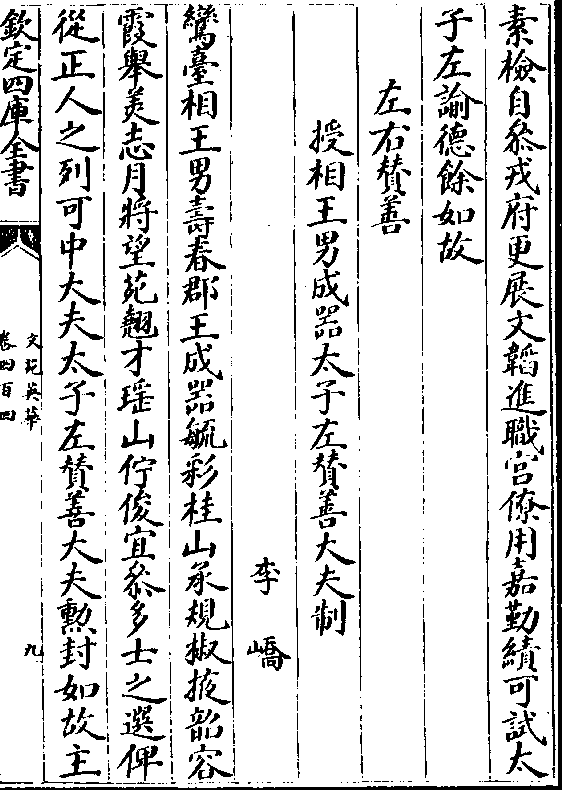 素檢自叅戎府更展文韜進職宫僚用嘉勤績可試太
子左諭徳餘如故
左右賛善
授相王男成器太子左賛善大夫制
李嶠
鸞臺相王男壽春郡王成器毓彩桂山承規椒掖韶容
霞舉美志月將望苑翹才瑶山佇俊宜叅多士之選俾
從正人之列可中大夫太子左賛善大夫勲封如故主
欽定四庫全書
文苑英華
卷四百四
九